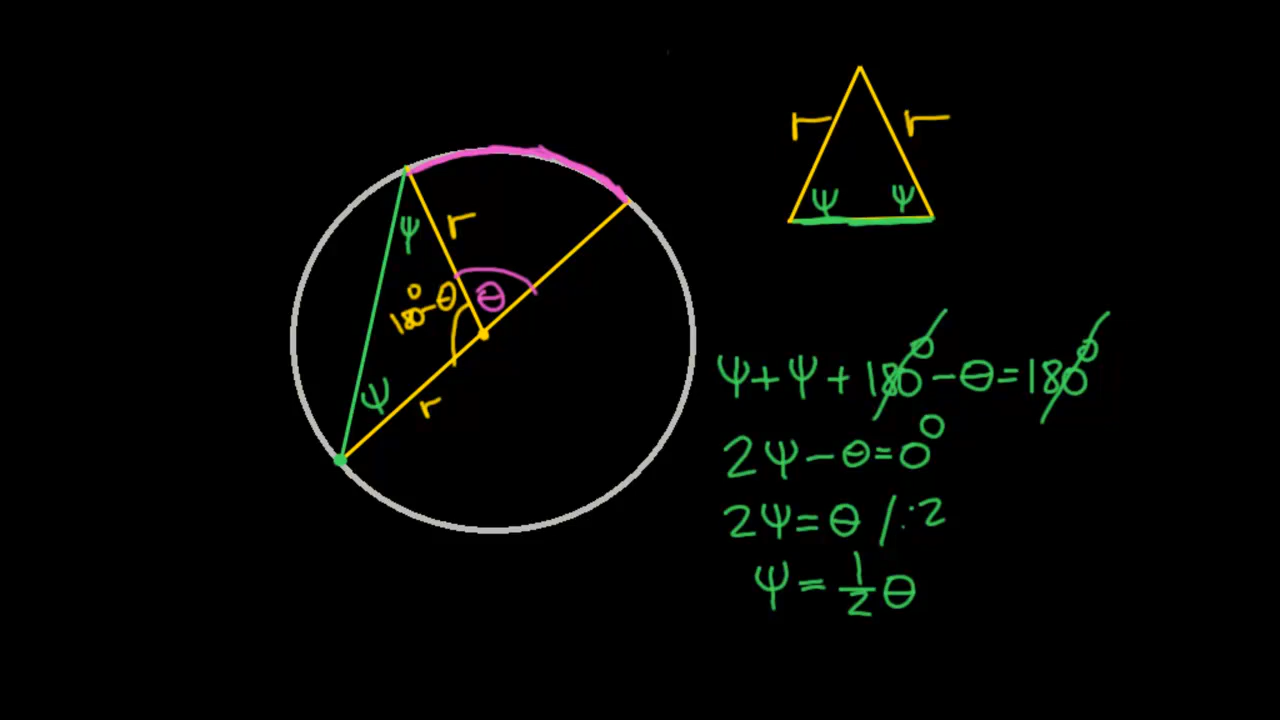 r r
ψ ψ
ψ
r
180°-θ
θ
ψ
r
ψ+ψ+180°-θ=180°
2ψ-θ=0°
2ψ=θ /:2
ψ=1/2θ